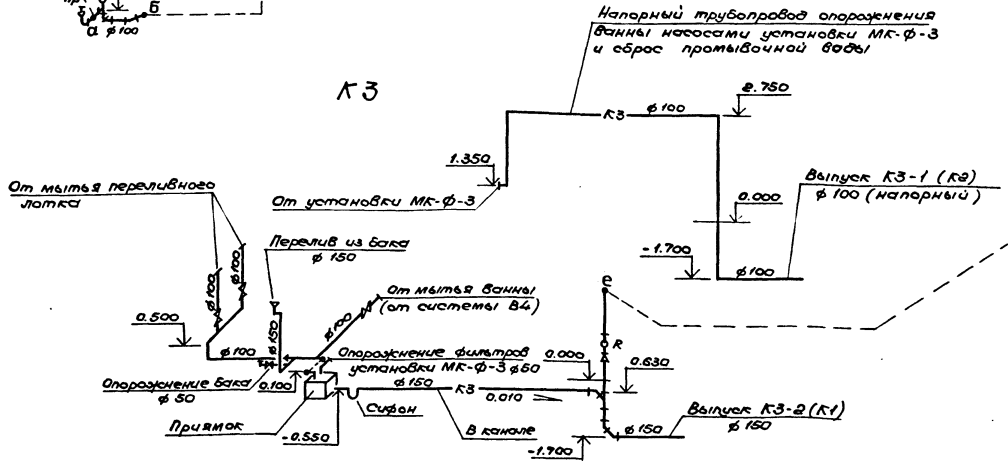 Б
а
ф100
Напорный трубопровод опорожнения
ванны насосами установки МК-Ф-3
и сброс промывочной воды
К3
К3
ф100
2.750
1.350
От мытья переливного
лотка
От установки МК-Ф-3
Выпуск К3-1 (К2)
ф100 (напорный)
0.000
-1.700
ф100
Перелив из бака
ф150
ф100
ф100
е
От мытья ванны
(от системы В4)
0.500
ф150
ф100
R
ф100
Опорожнение фильтров
установки МК-Ф-3 ф50
0.000
0.630
Опорожнение бака
ф50
0.100
ф150
К3
0.010
Выпуск К3-2 (К1)
ф150
ф150
Приямок
Сифон
В канале
-0.550
-1.700